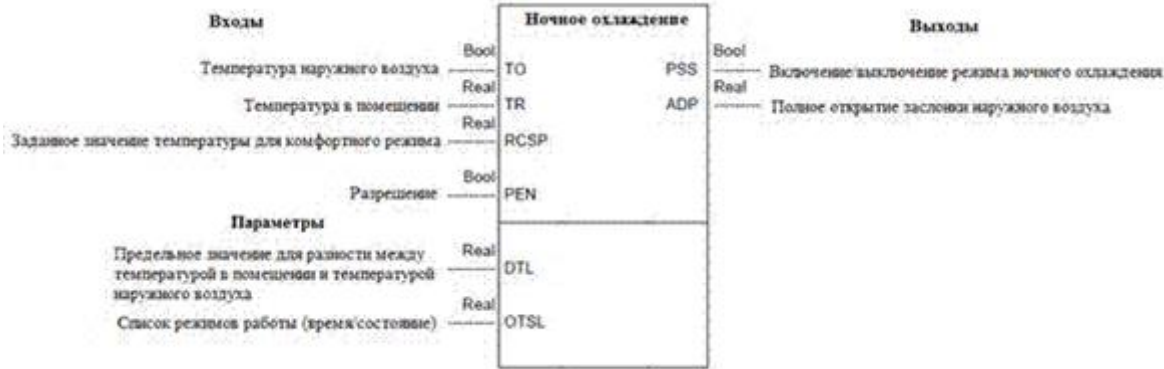 Входы
Ночное охлаждение
Выходы
Температура наружного воздуха
Bool
TO
PSS
Bool
Включение/выключение режима ночного охлаждения
Температура в помещении
Real
TR
ADP
Real
Полное открытие заслонки наружного воздуха
Заданное значение температуры для комфортного режима
Real
RCSP
Разрешение
Bool
PEN
Параметры
Предельное значение для разности между
температурой в помещении и температурой
наружного воздуха
Real
DTL
Список режимов работы (время/состояние)
Real
OTSL